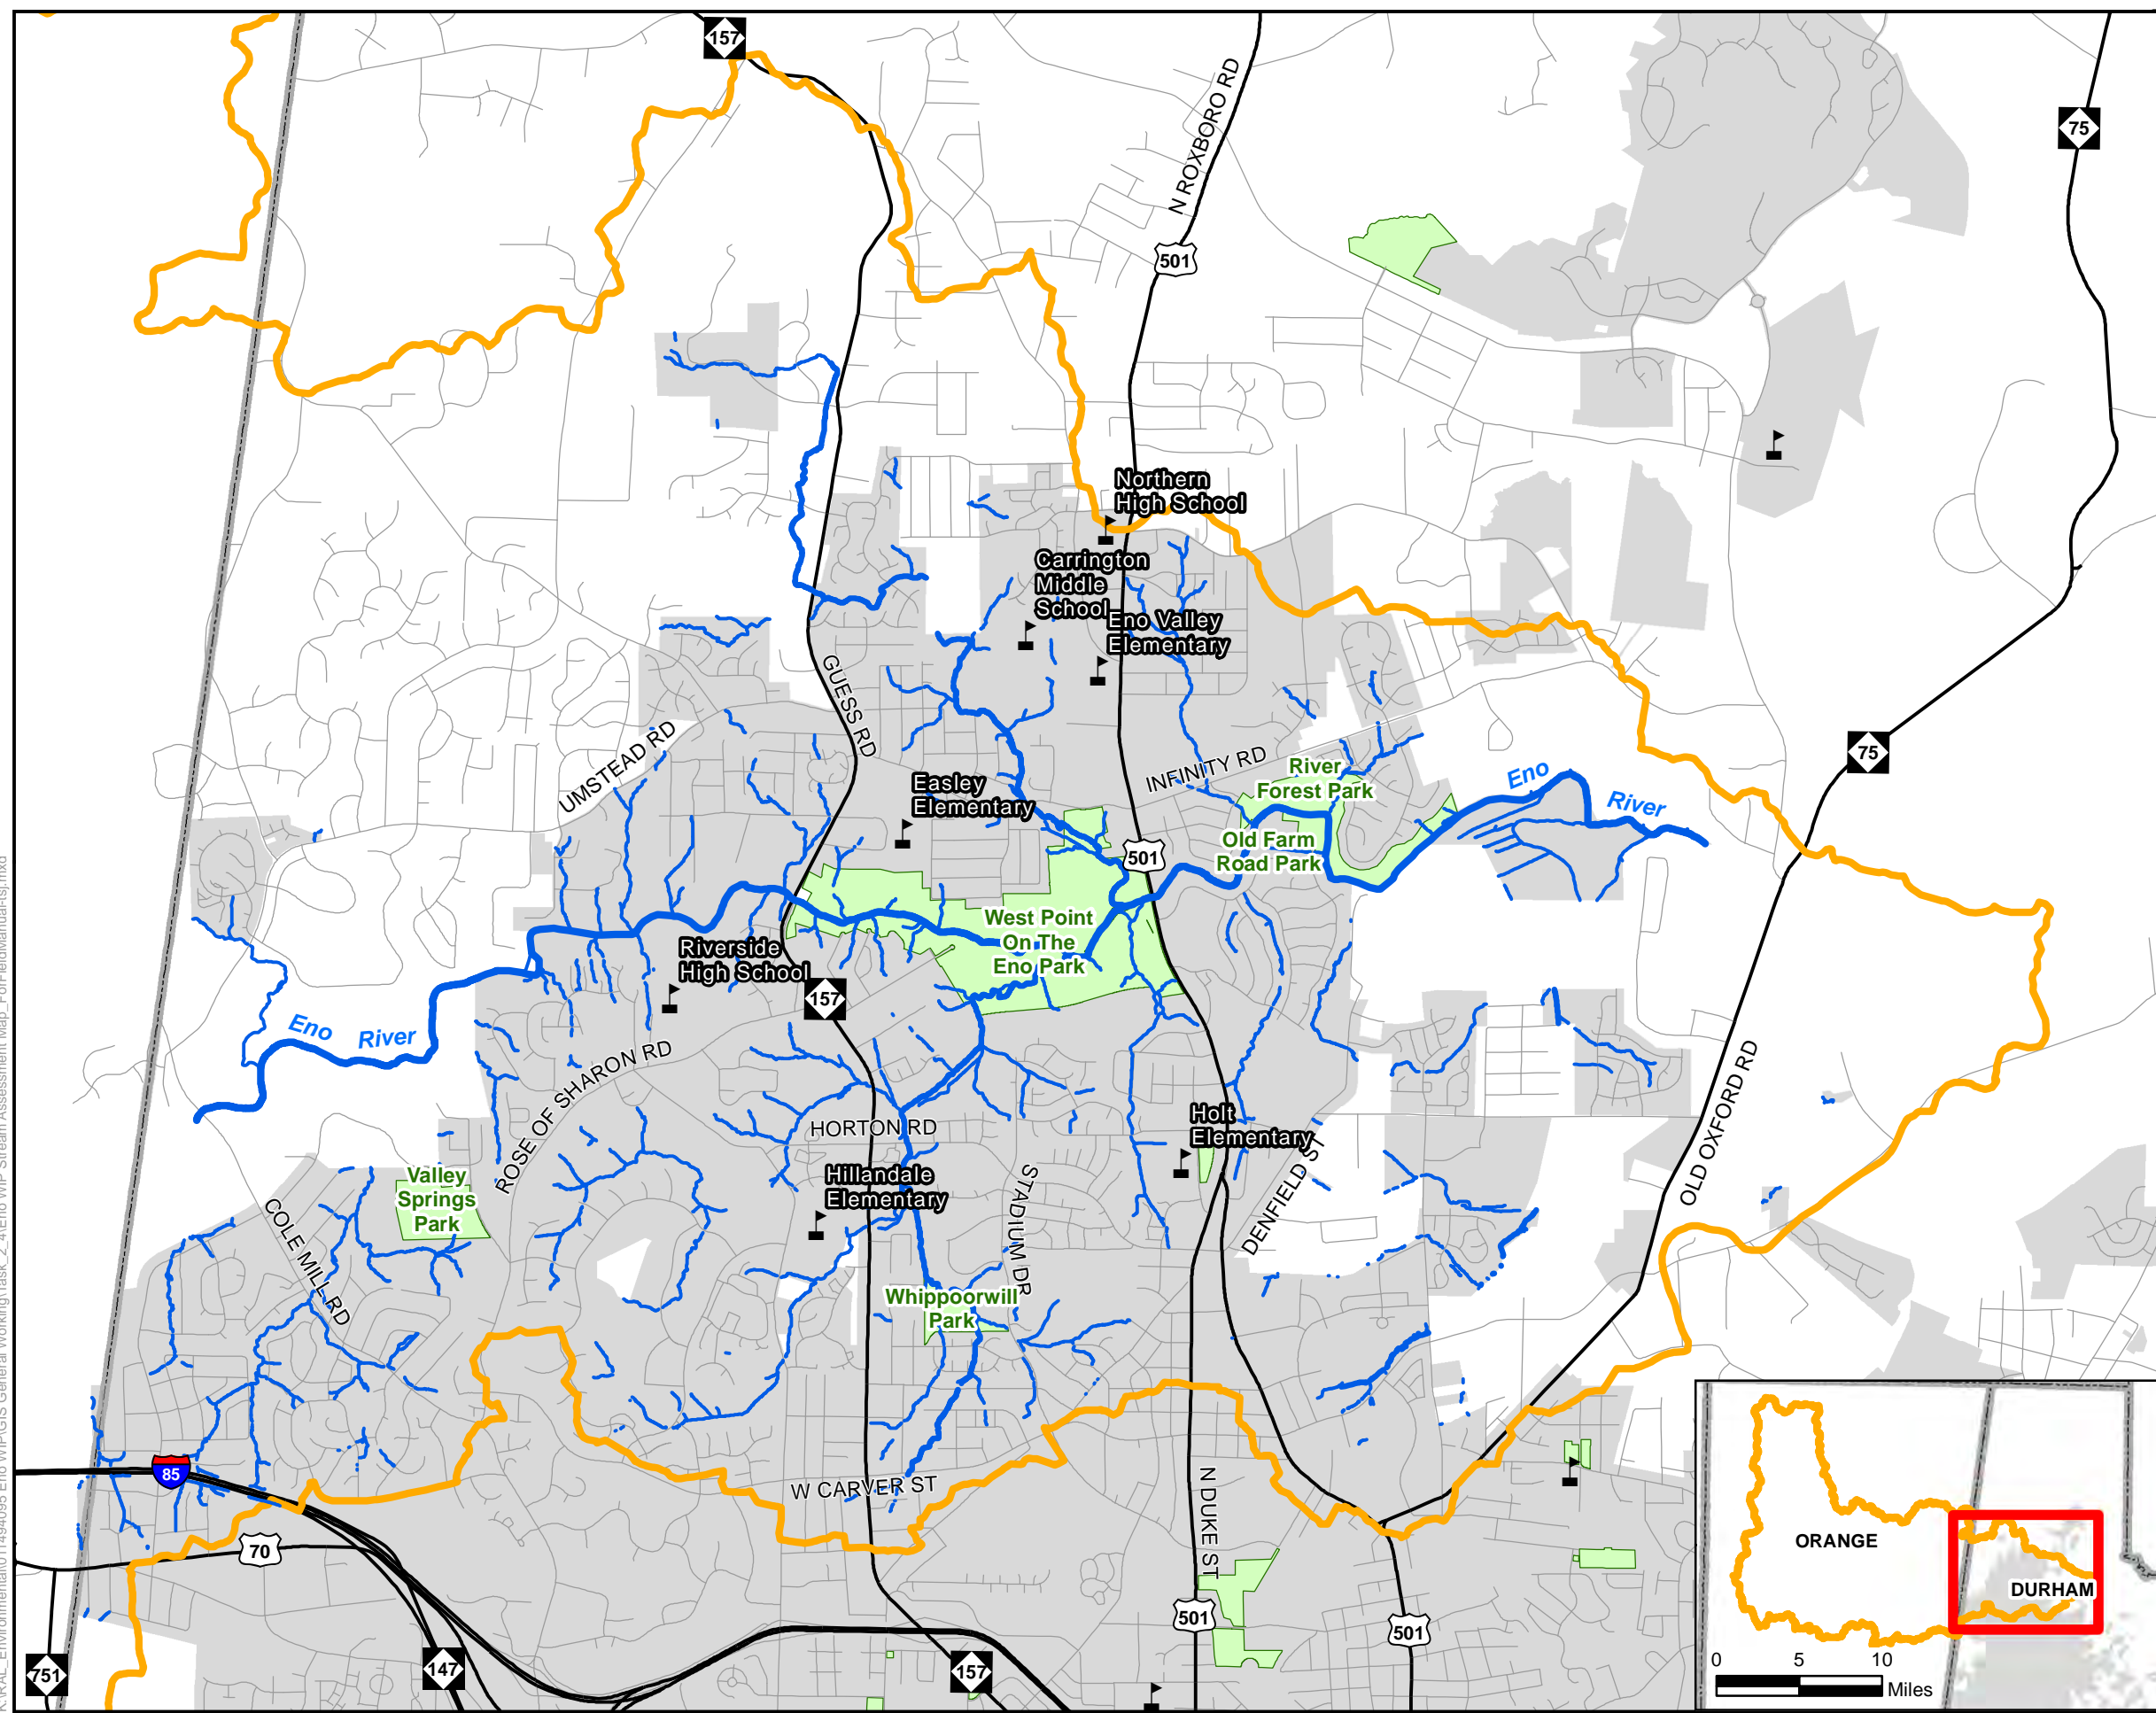 157
75
N ROXBORO RD
501
Northern
High School
Carrington
Middle
School
Eno Valley
Elementary
GUESS RD
UMSTEAD RD
INFINITY RD
75
River
Forest Park
Eno
River
Easley
Elementary
501
Old Farm
Road Park
West Point
On The
Eno Park
Riverside
High School
157
Eno
River
ROSE OF SHARON RD
OLD OXFORD RD
HORTON RD
Holt
Elementary
DENFIELD ST
Valley
Springs
Park
Hillandale
Elementary
STADIUM DR
COLE MILL RD
Whippoorwill
Park
85
W CARVER ST
N DUKE ST
70
ORANGE
DURHAM
501
501
751
147
157
0 5 10
Miles